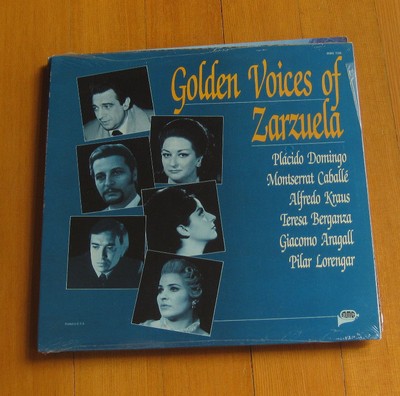 Golden Voices of
Zarzuela
Plácido Domingo
Montserrat Caballé
Alfredo Kraus
Teresa Berganza
Giacomo Aragall
Pilar Lorengar